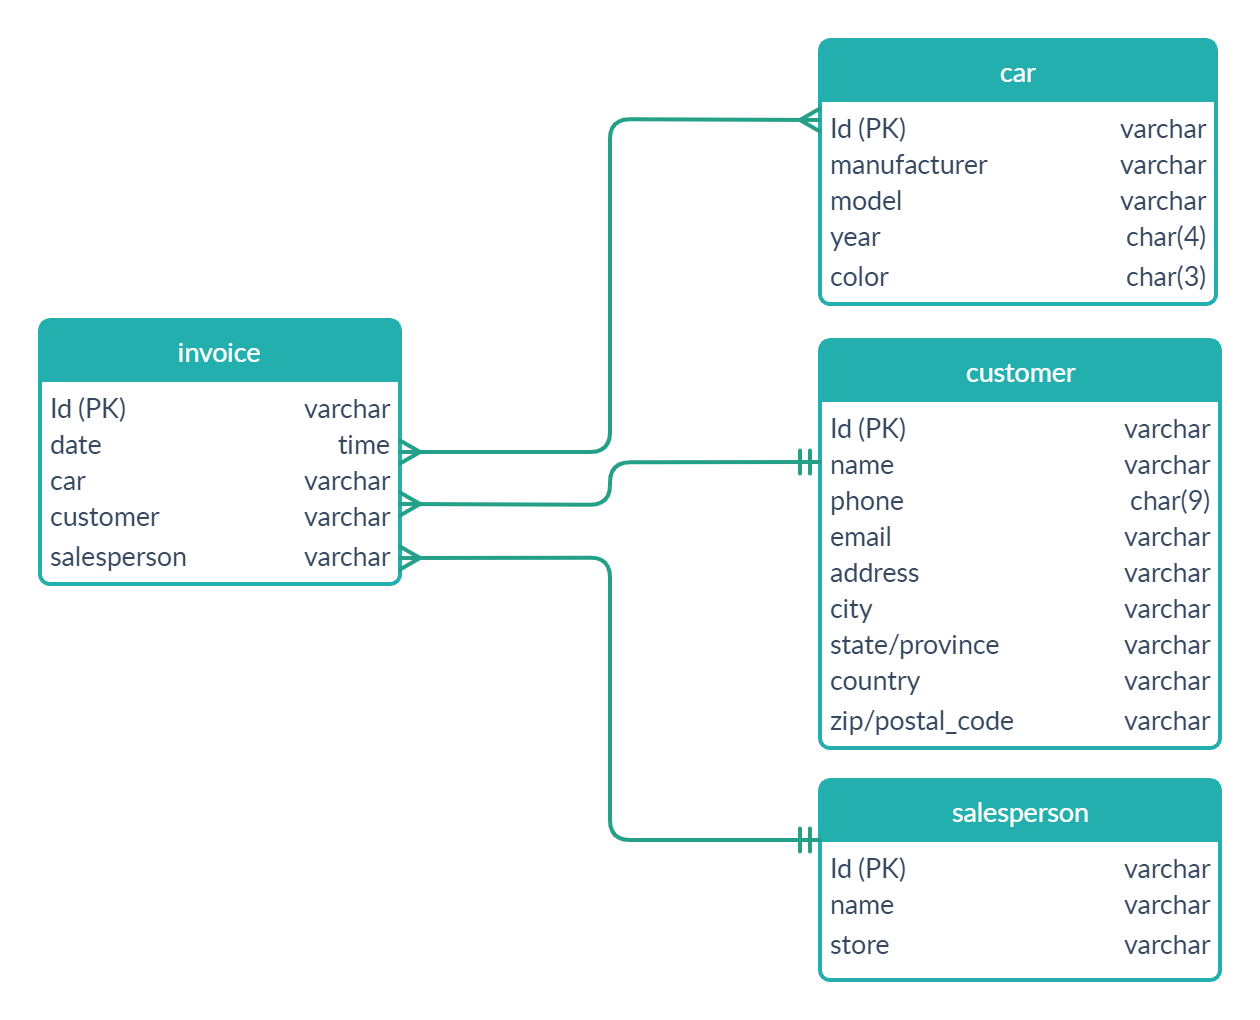 car
Id (PK) varchar
manufacturer varchar
model varchar
year char(4)
color char(3)
invoice
Id (PK) varchar
date time
car varchar
customer varchar
salesperson varchar
customer
Id (PK) varchar
name varchar
phone char(9)
email varchar
address varchar
city varchar
state/province varchar
country varchar
zip/postal_code varchar
salesperson
Id (PK) varchar
name varchar
store varchar